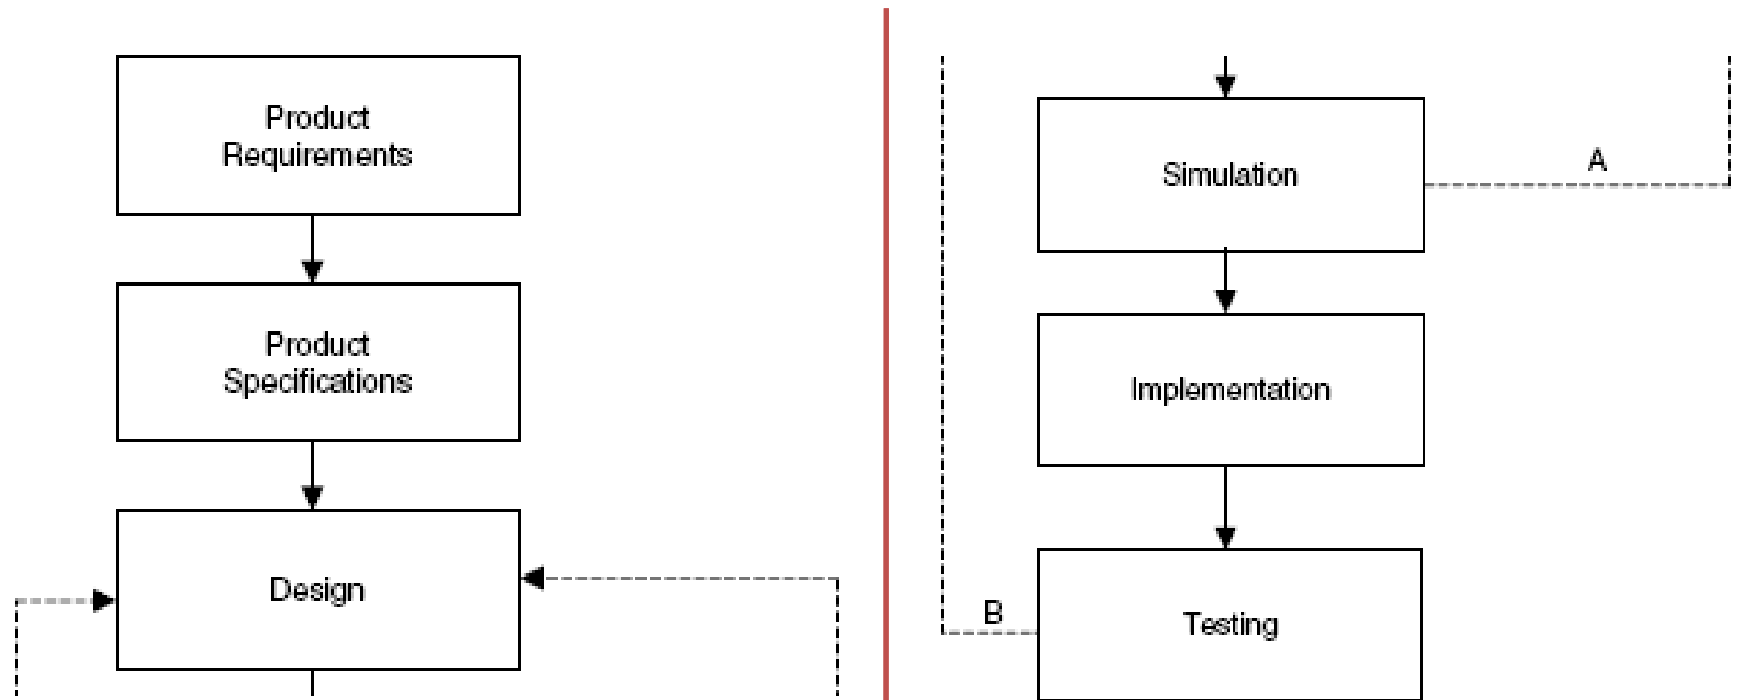 Product
Requirements
Product
Specifications
Design
Simulation
A
Implementation
B
Testing